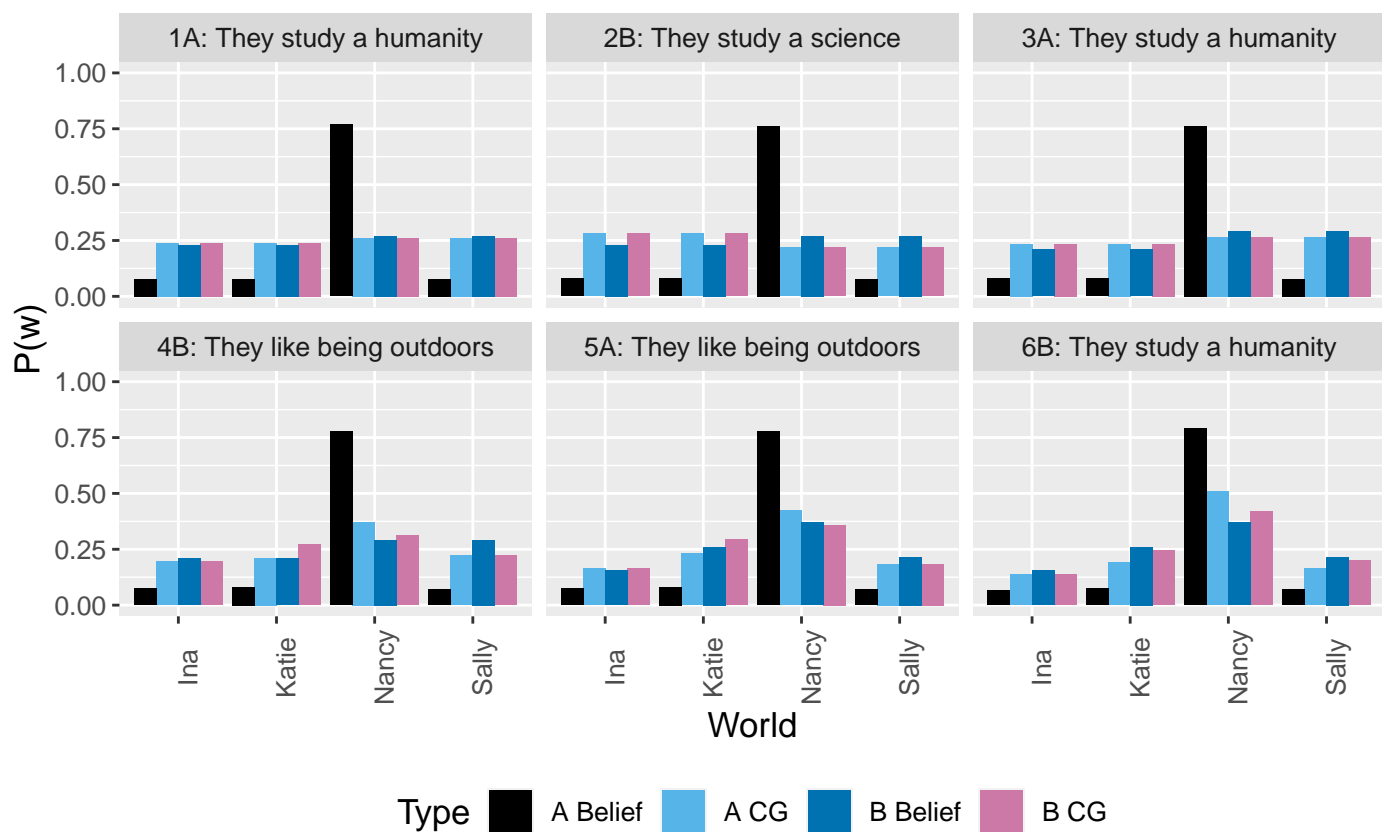 1A: They study a humanity
2B: They study a science
3A: They study a humanity
1.00
0.75
0.50
0.25
0.00
4B: They like being outdoors
5A: They like being outdoors
6B: They study a humanity
1.00
0.75
0.50
0.25
0.00
P(w)
Ina
Katie
Nancy
Sally
Ina
Katie
Nancy
Sally
Ina
Katie
Nancy
Sally
World
Type A Belief A CG B Belief B CG